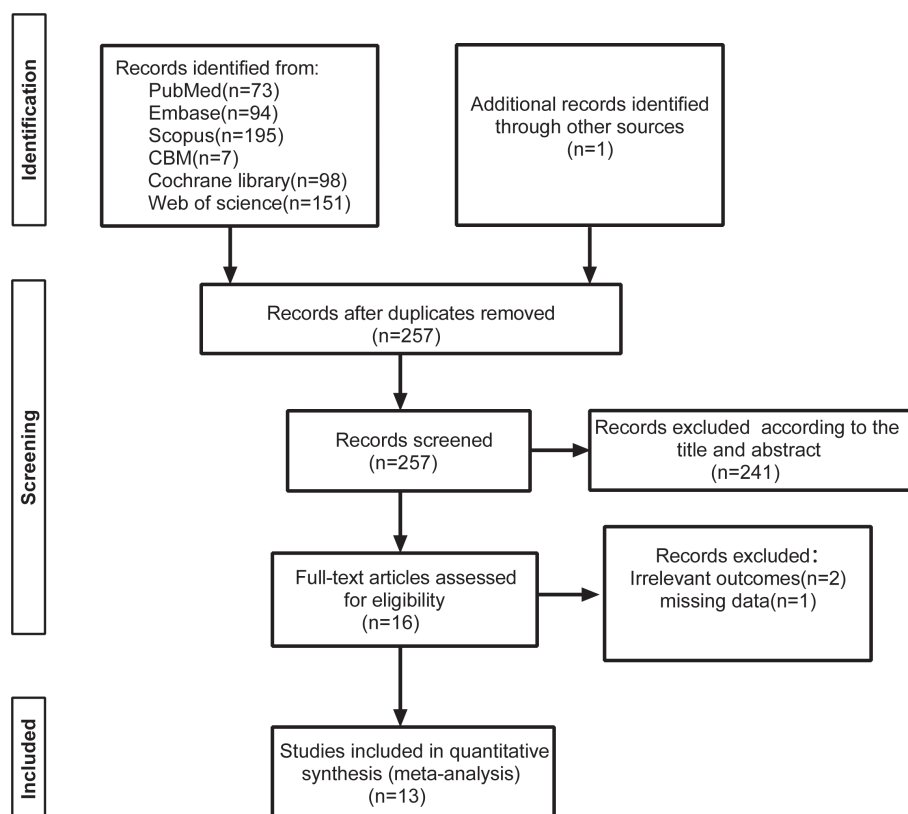 Identification
Records identified from:
PubMed(n=73)
Embase(n=94)
Scopus(n=195)
CBM(n=7)
Cochrane library(n=98)
Web of science(n=151)
Additional records identified
through other sources
(n=1)
Screening
Records after duplicates removed
(n=257)
Records screened
(n=257)
Records excluded according to the
title and abstract
(n=241)
Full-text articles assessed
for eligibility
(n=16)
Records excluded：
Irrelevant outcomes(n=2)
missing data(n=1)
Included
Studies included in quantitative
synthesis (meta-analysis)
(n=13)